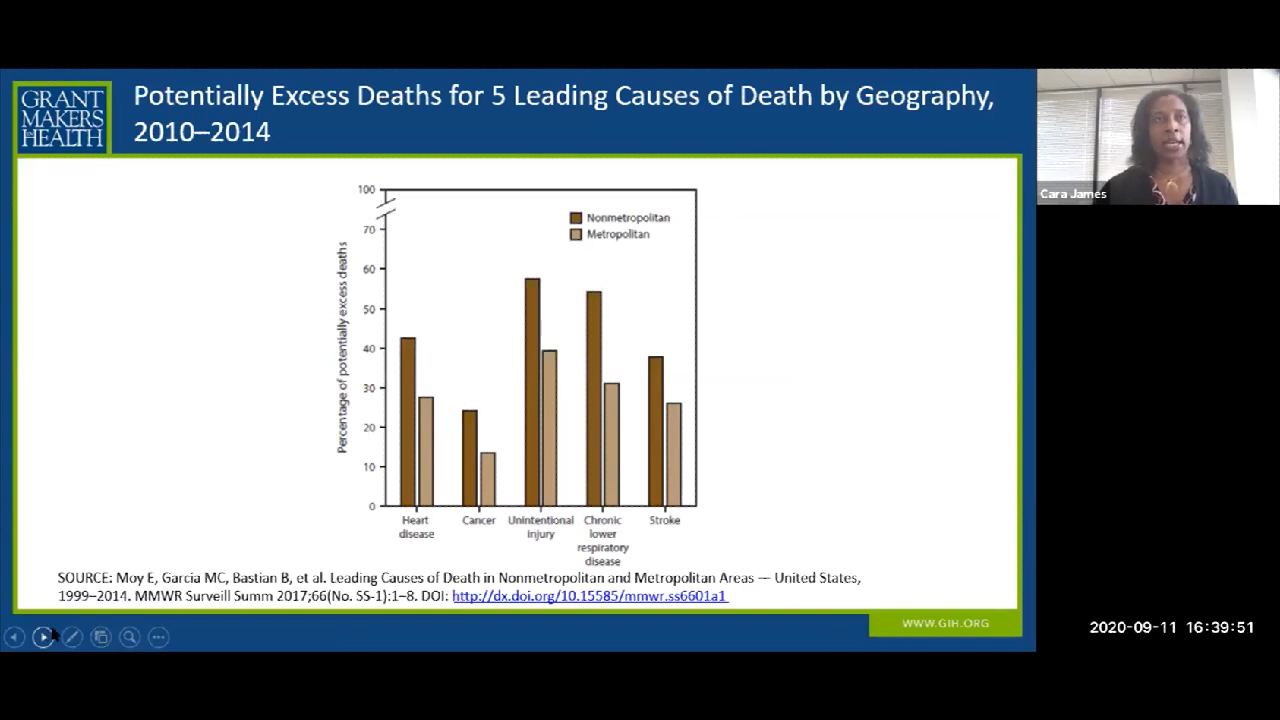 GRANT
MAKERS
IN
HEALTH
Potentially Excess Deaths for 5 Leading Causes of Death by Geography,
2010–2014
Cara James
100
70
60
50
40
30
20
10
0
Percentage of potentially excess deaths
Nonmetropolitan
Metropolitan
Heart
disease
Cancer
Unintentional
injury
Chronic
lower
respiratory
disease
Stroke
SOURCE: Moy E, Garcia MC, Bastian B, et al. Leading Causes of Death in Nonmetropolitan and Metropolitan Areas — United States,
1999–2014. MMWR Surveill Summ 2017;66(No. SS-1):1–8. DOI: http://dx.doi.org/10.15585/mmwr.ss6601a1
WWW.GIH.ORG
2020-09-11 16:39:51